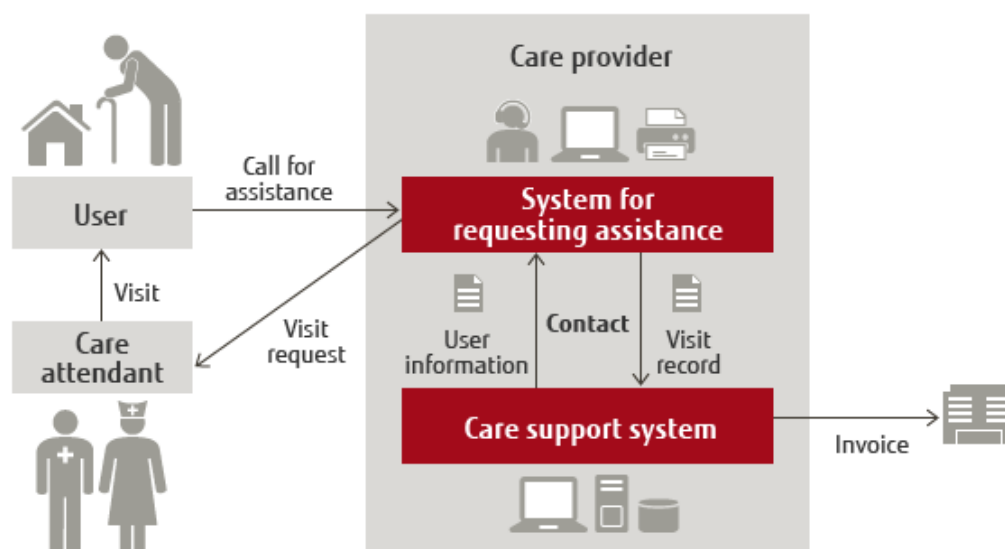 Care provider
Call for
assistance
User
System for
requesting assistance
Visit
Visit
request
User
information
Contact
Visit
record
Care
attendant
Care support system
Invoice